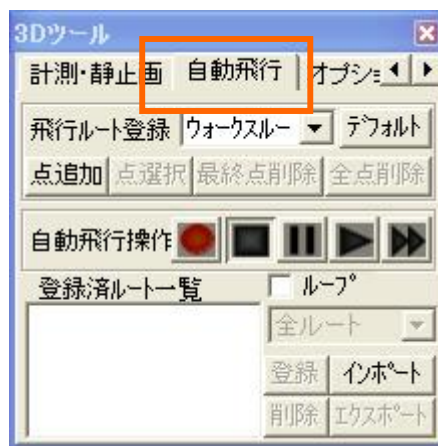 3Dツール
計測・静止画 自動飛行 オプショ
飛行ルート登録 ウォークスルー デフォルト
点追加 点選択 最終点削除 全点削除
自動飛行操作
登録済ルート一覧 ループ
全ルート
登録 インポート
削除 エクスポート